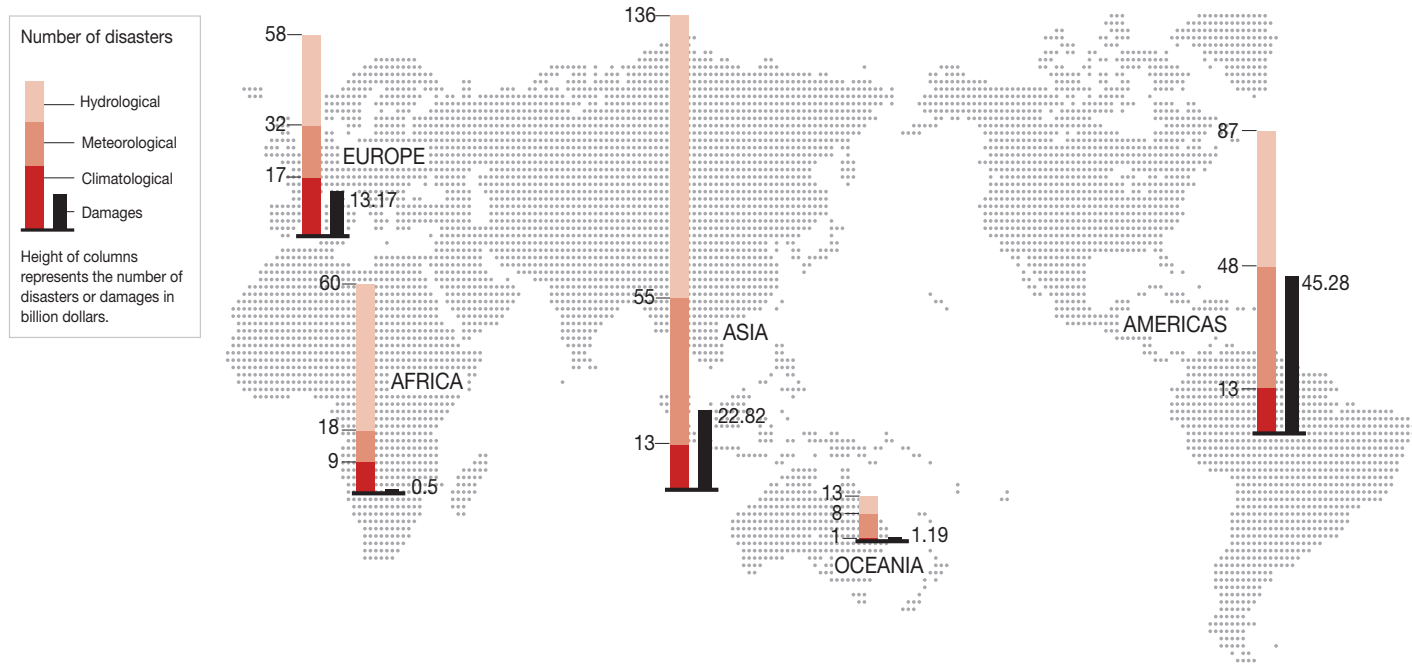 Number of disasters
Hydrological
Meteorological
Climatological
Damages
Height of columns
represents the number of
disasters or damages in
billion dollars.
58
32
17
EUROPE
13.17
60
18
9
AFRICA
0.5
136
55
13
ASIA
22.82
13
8
1
1.19
OCEANIA
87
48
13
AMERICAS
45.28